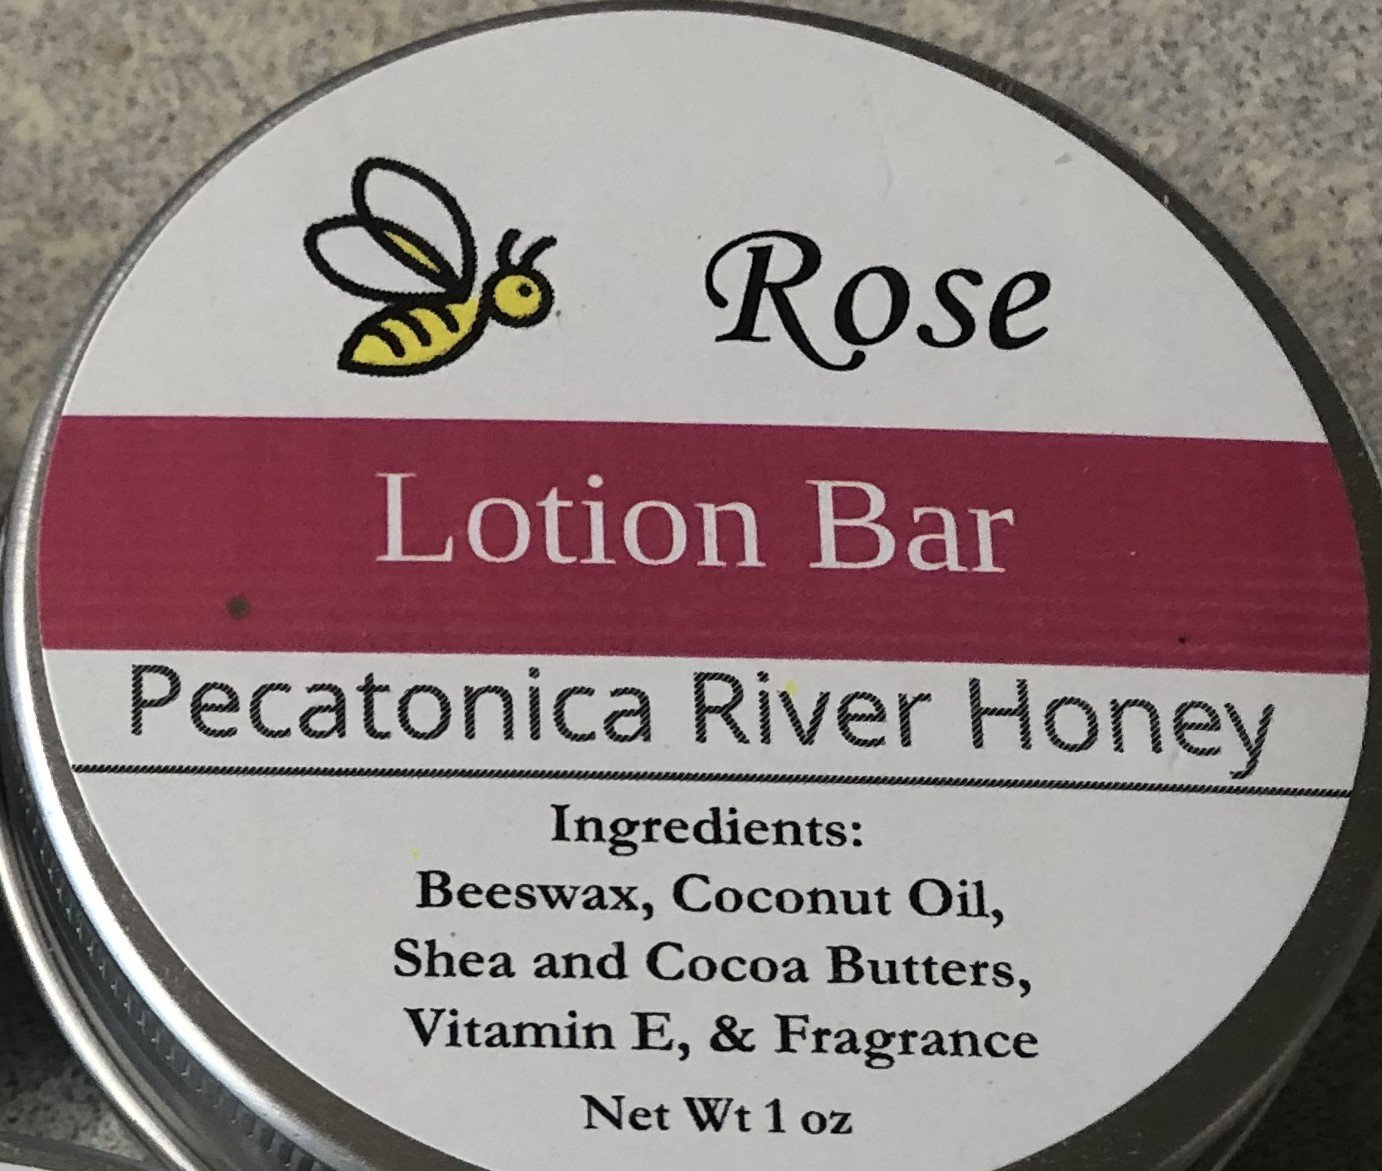 Rose
Lotion Bar
Pecatonica River Honey
Ingredients:
Beeswax, Coconut Oil,
Shea and Cocoa Butters,
Vitamin E, & Fragrance
Net Wt 1 oz